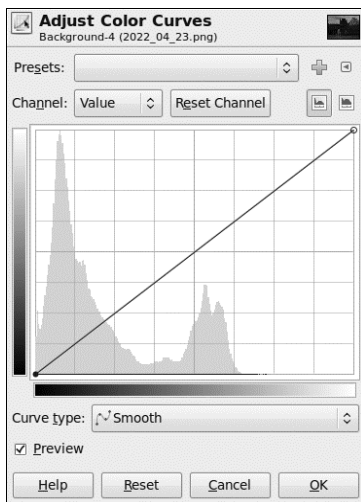 Adjust Color Curves
Background-4 (2022_04_23.png)
Presets:
Channel: Value Reset Channel
Curve type: Smooth
Preview
Help Reset Cancel OK